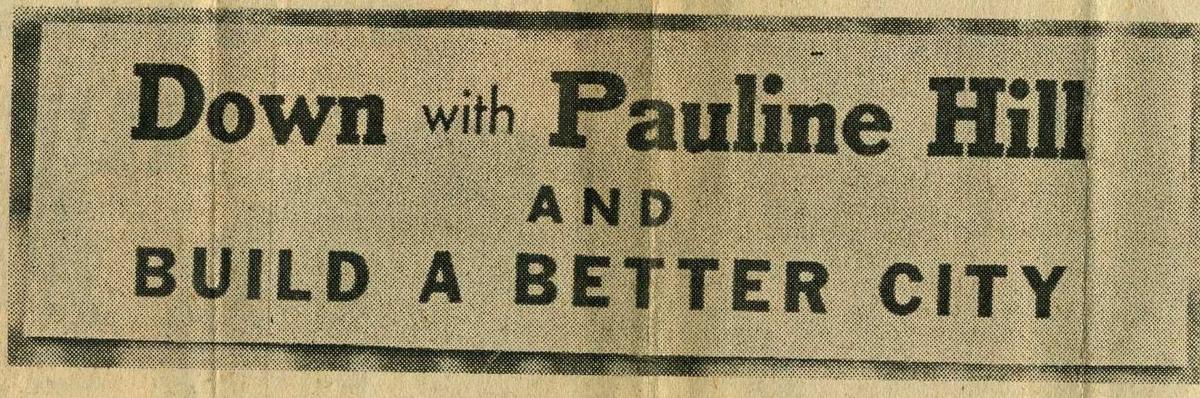 Down with Pauline Hill
AND
BUILD A BETTER CITY